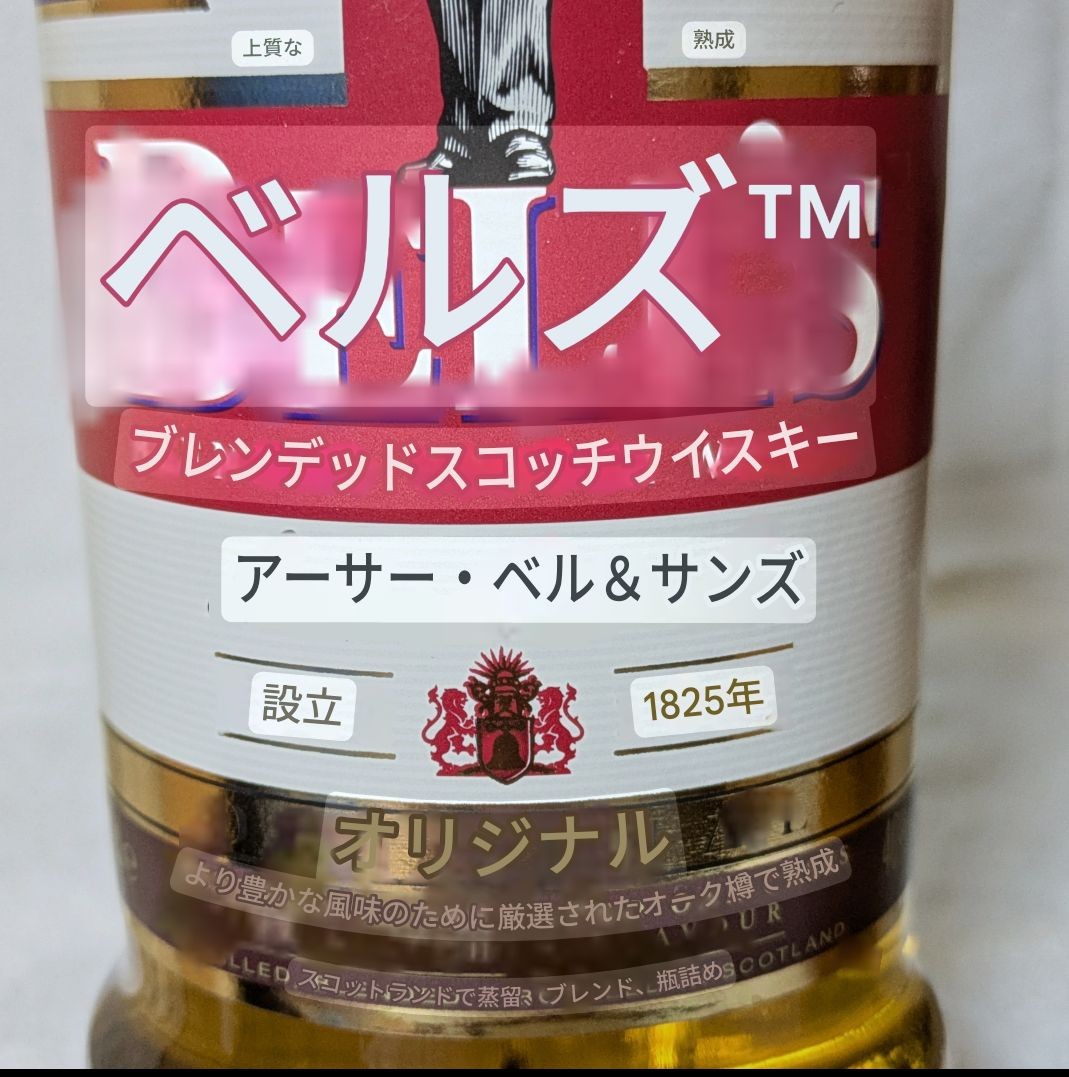 上質な 熟成
ベルズ™
ブレンデッドスコッチウイスキー
アーサー・ベル＆サンズ
設立 1825年
オリジナル
より豊かな風味のために厳選されたオーク樽で熟成
スコットランドで蒸留、ブレンド、瓶詰め
SCOTLAND